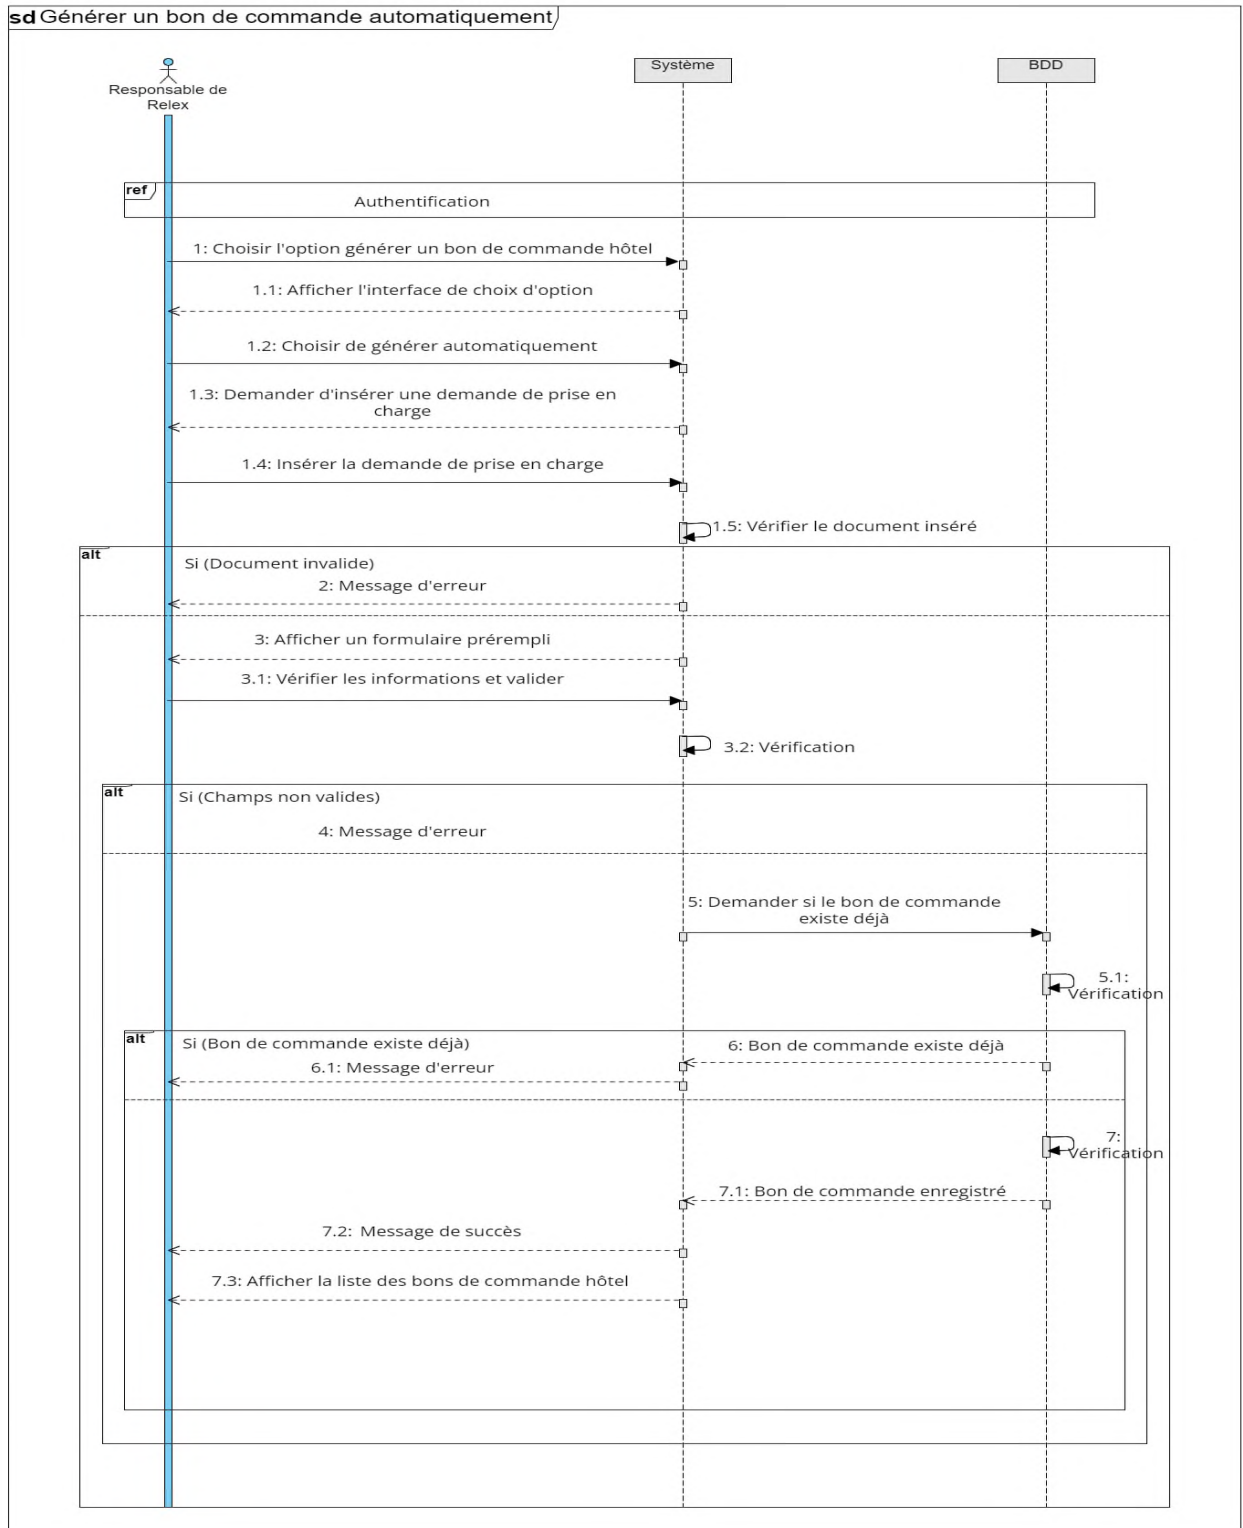 sd Générer un bon de commande automatiquement
Responsable de
Relex
Système
BDD
ref
Authentification
1: Choisir l'option générer un bon de commande hôtel
1.1: Afficher l'interface de choix d'option
1.2: Choisir de générer automatiquement
1.3: Demander d'insérer une demande de prise en
charge
1.4: Insérer la demande de prise en charge
1.5: Vérifier le document inséré
alt
Si (Document invalide)
2: Message d'erreur
3: Afficher un formulaire prérempli
3.1: Vérifier les informations et valider
3.2: Vérification
alt
Si (Champs non valides)
4: Message d'erreur
5: Demander si le bon de commande
existe déjà
5.1:
Vérification
alt
Si (Bon de commande existe déjà)
6: Bon de commande existe déjà
6.1: Message d'erreur
7:
Vérification
7.1: Bon de commande enregistré
7.2: Message de succès
7.3: Afficher la liste des bons de commande hôtel